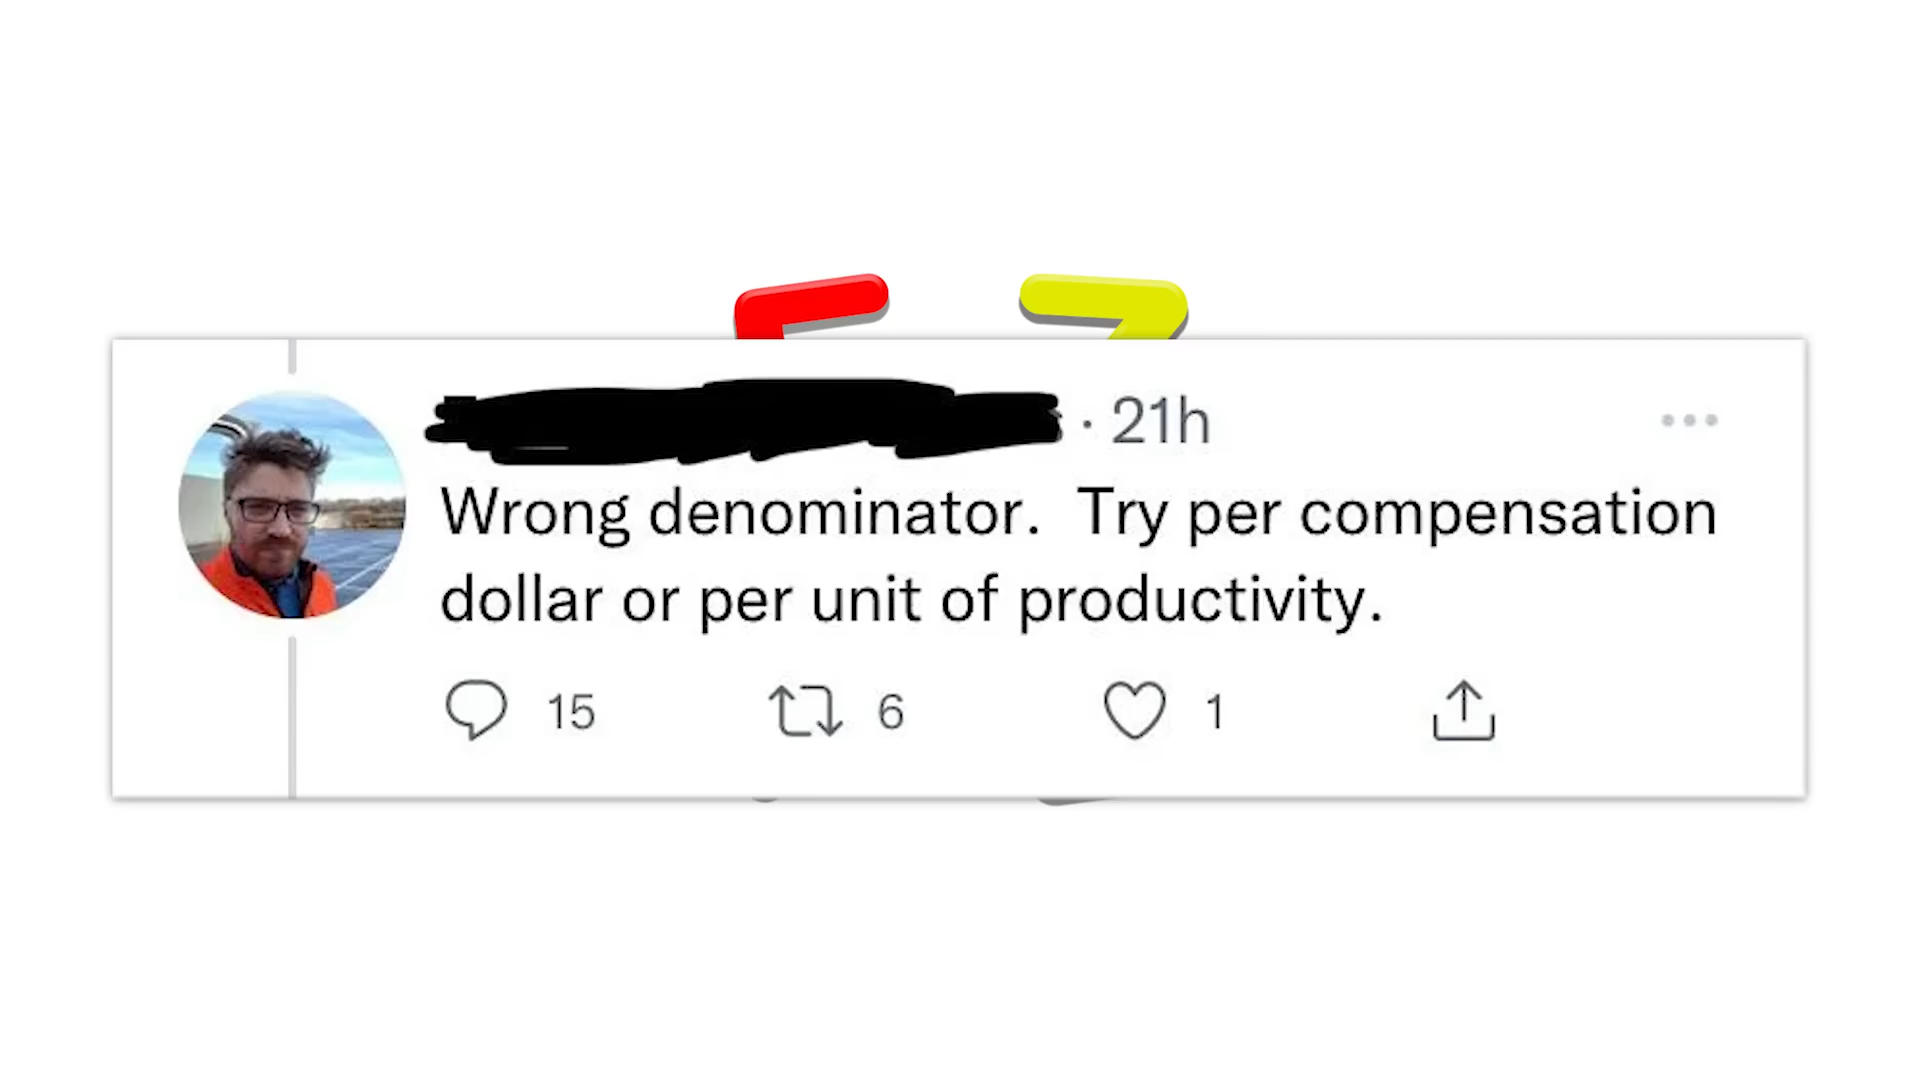 · 21h
Wrong denominator. Try per compensation
dollar or per unit of productivity.
15 6 1